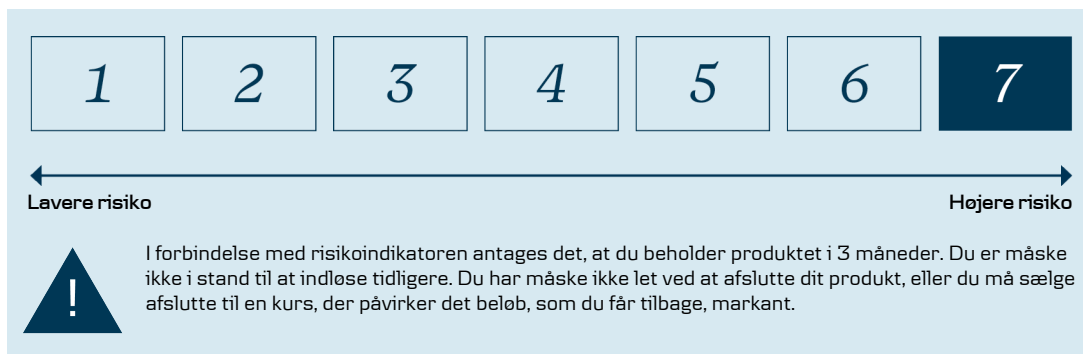 1 2 3 4 5 6 7
Lavere risiko Højere risiko
I forbindelse med risikoindikatoren antages det, at du beholder produktet i 3 måneder. Du er måske
ikke i stand til at indløse tidligere. Du har måske ikke let ved at afslutte dit produkt, eller du må sælge
afslutte til en kurs, der påvirker det beløb, som du får tilbage, markant.
!